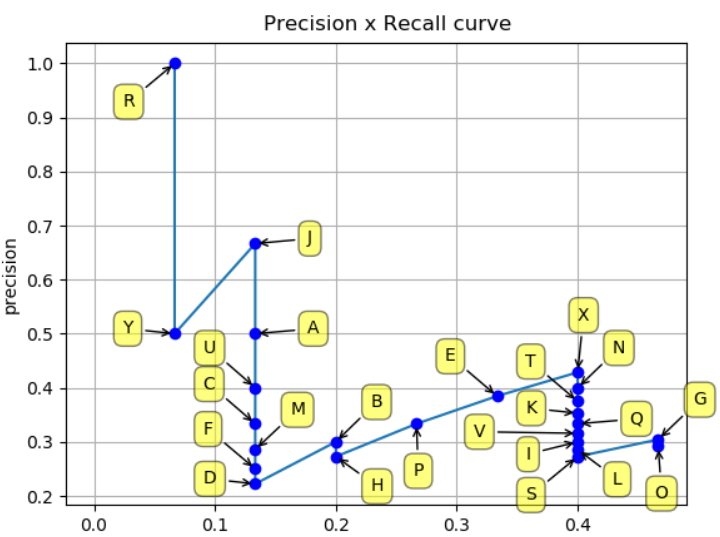 Precision x Recall curve
precision
1.0
0.9
0.8
0.7
0.6
0.5
0.4
0.3
0.2
0.0
0.1
0.2
0.3
0.4
R
J
Y
A
X
U
N
E
T
C
B
G
K
M
Q
F
V
I
P
D
H
L
S
O